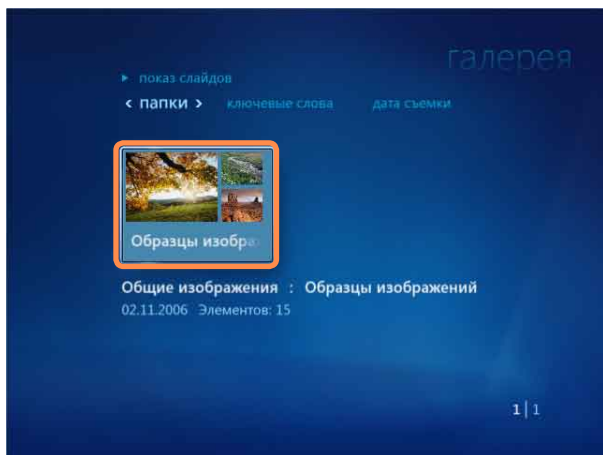 галерея
► показ слайдов
< папки > ключевые слова дата съемки
Образцы изобра
Общие изображения : Образцы изображений
02.11.2006 Элементов: 15
1 | 1